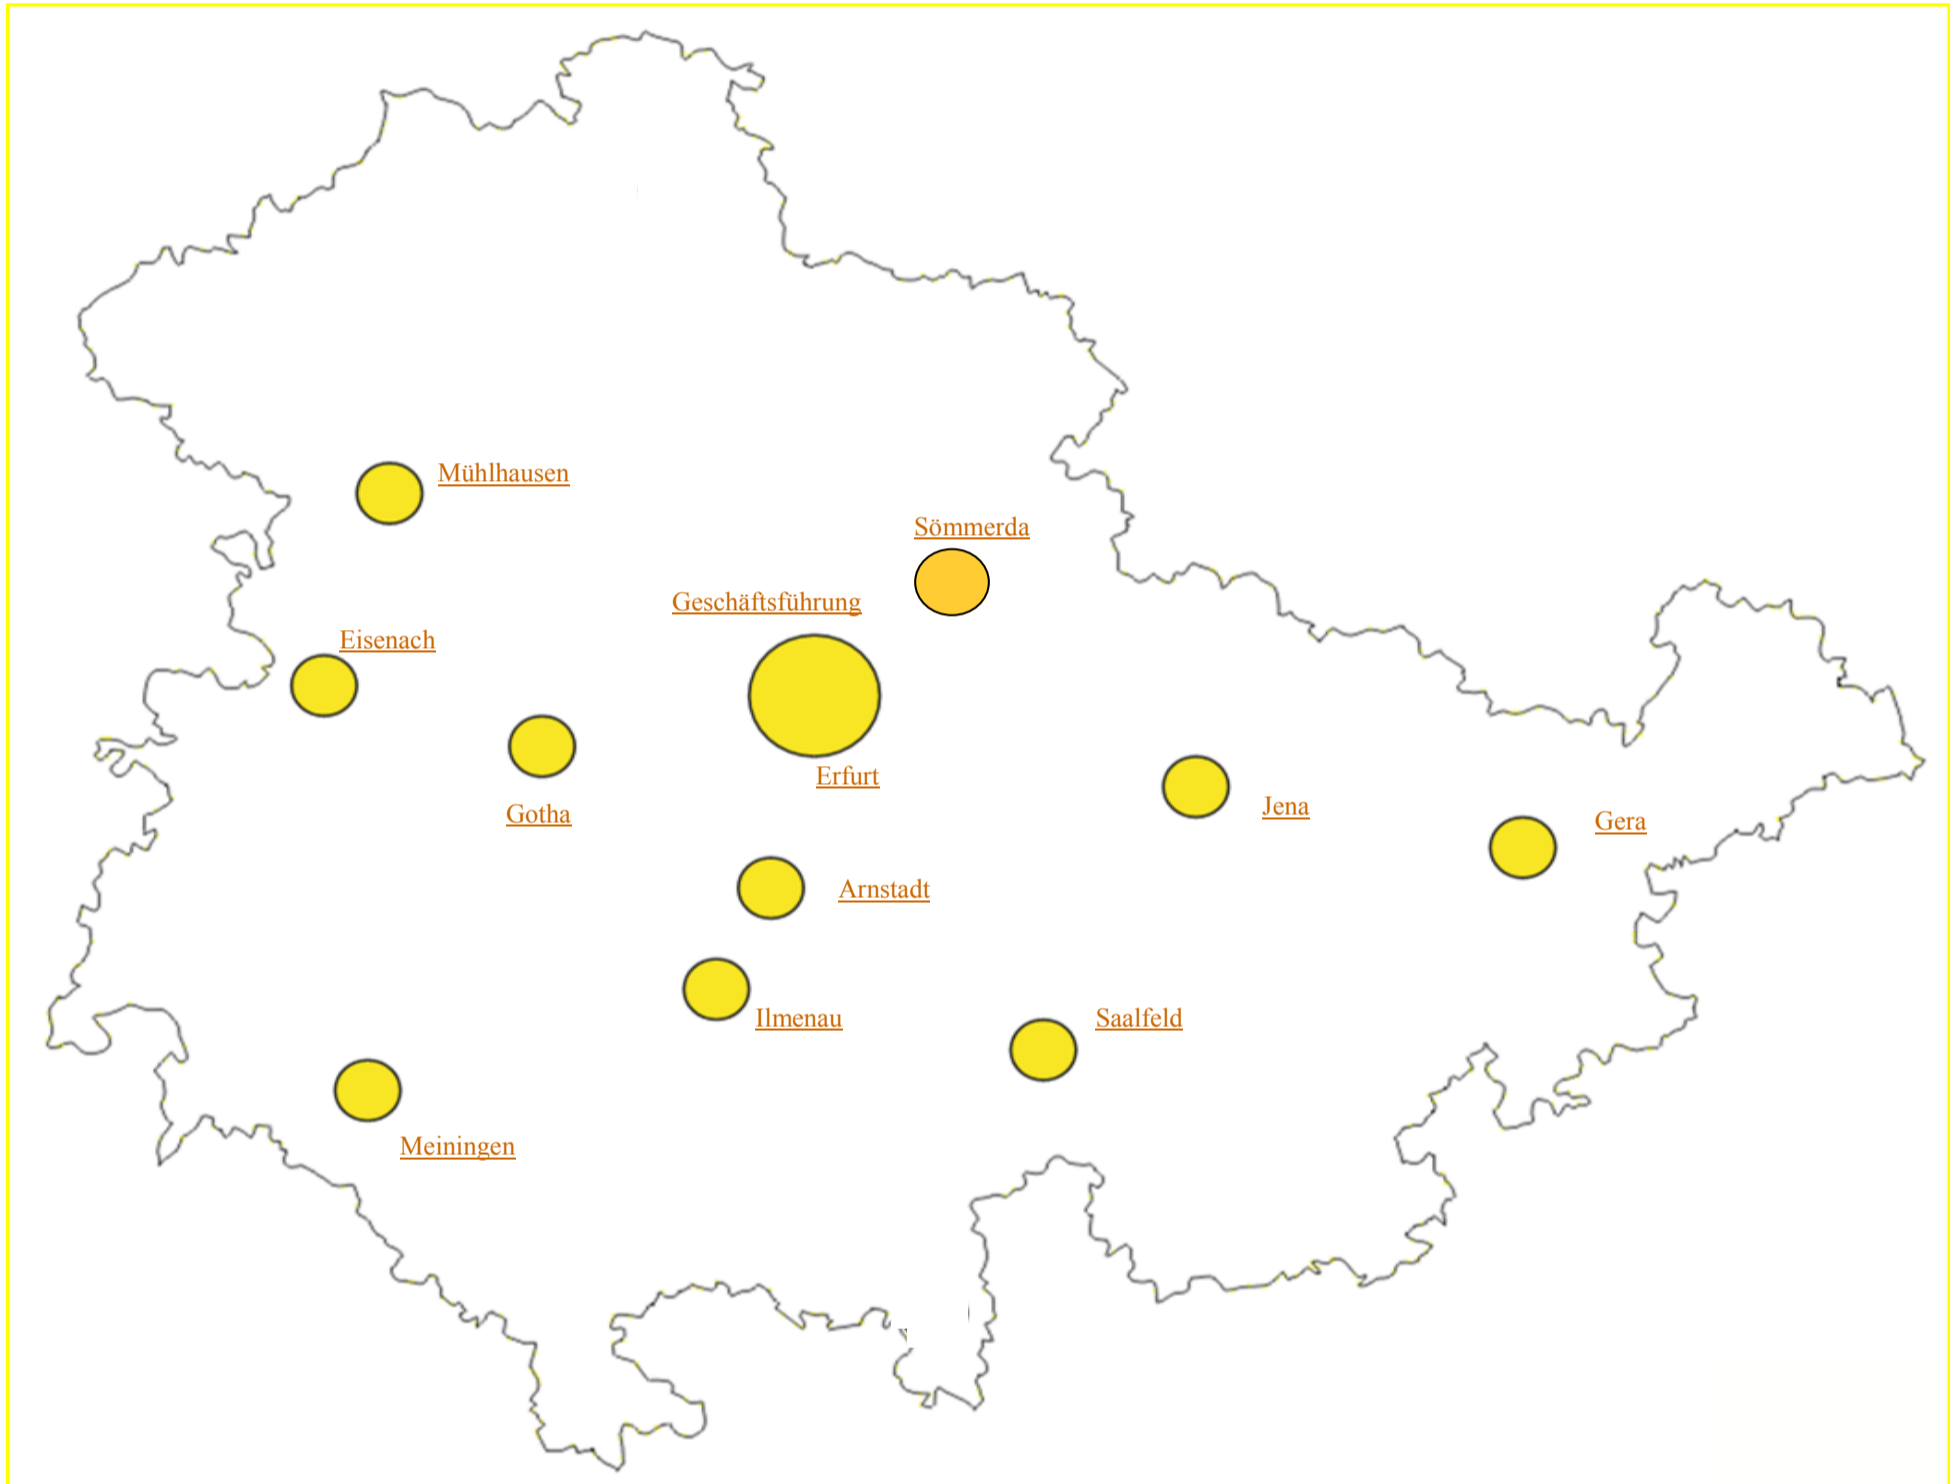 Mühlhausen
Sömmerda
Geschäftsführung
Eisenach
Erfurt
Gotha
Jena
Gera
Arnstadt
Ilmenau
Saalfeld
Meiningen